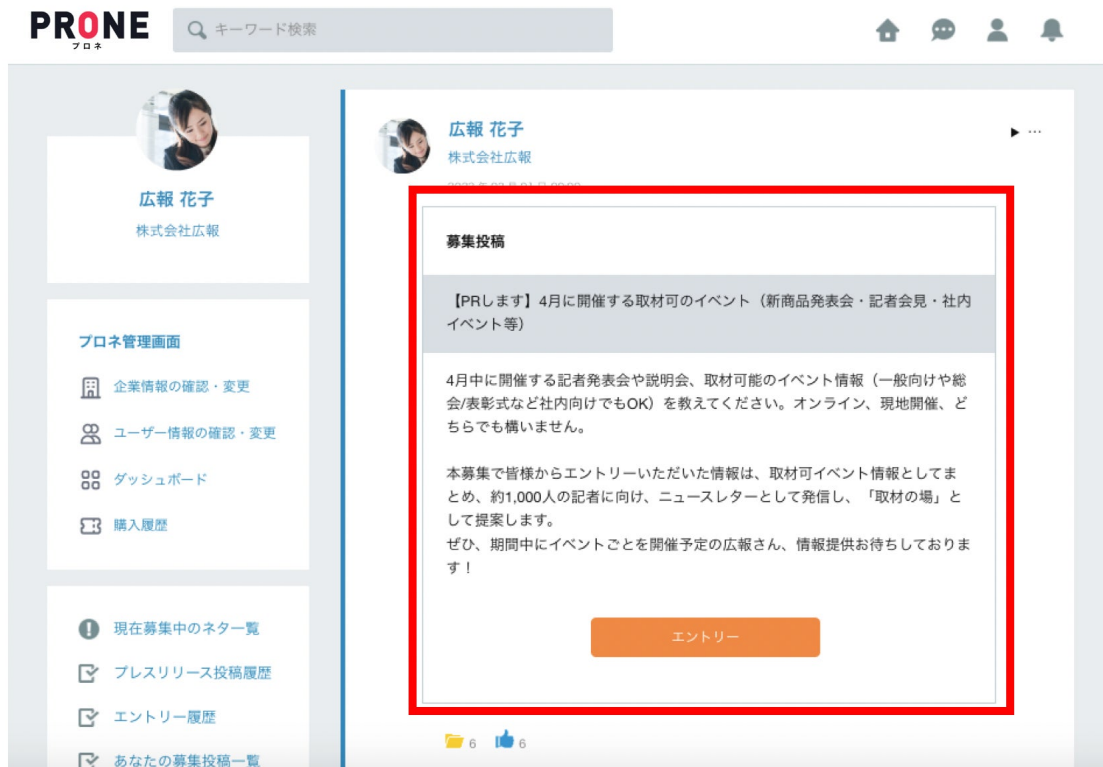 PRONE
プロネ
キーワード検索
広報 花子
株式会社広報
プロネ管理画面
企業情報の確認・変更
ユーザー情報の確認・変更
ダッシュボード
購入履歴
現在募集中のネタ一覧
プレスリリース投稿履歴
エントリー履歴
あなたの募集投稿一覧
広報 花子
株式会社広報
募集投稿
【PRします】4月に開催する取材可のイベント（新商品発表会・記者会見・社内
イベント等）
4月中に開催する記者発表会や説明会、取材可能のイベント情報（一般向けや総
会/表彰式など社内向けでもOK）を教えてください。オンライン、現地開催、ど
ちらでも構いません。
本募集で皆様からエントリーいただいた情報は、取材可イベント情報としてま
とめ、約1,000人の記者に向け、ニュースレターとして発信し、「取材の場」と
して提案します。
ぜひ、期間中にイベントごとを開催予定の広報さん、情報提供お待ちしておりま
す！
エントリー
6
6